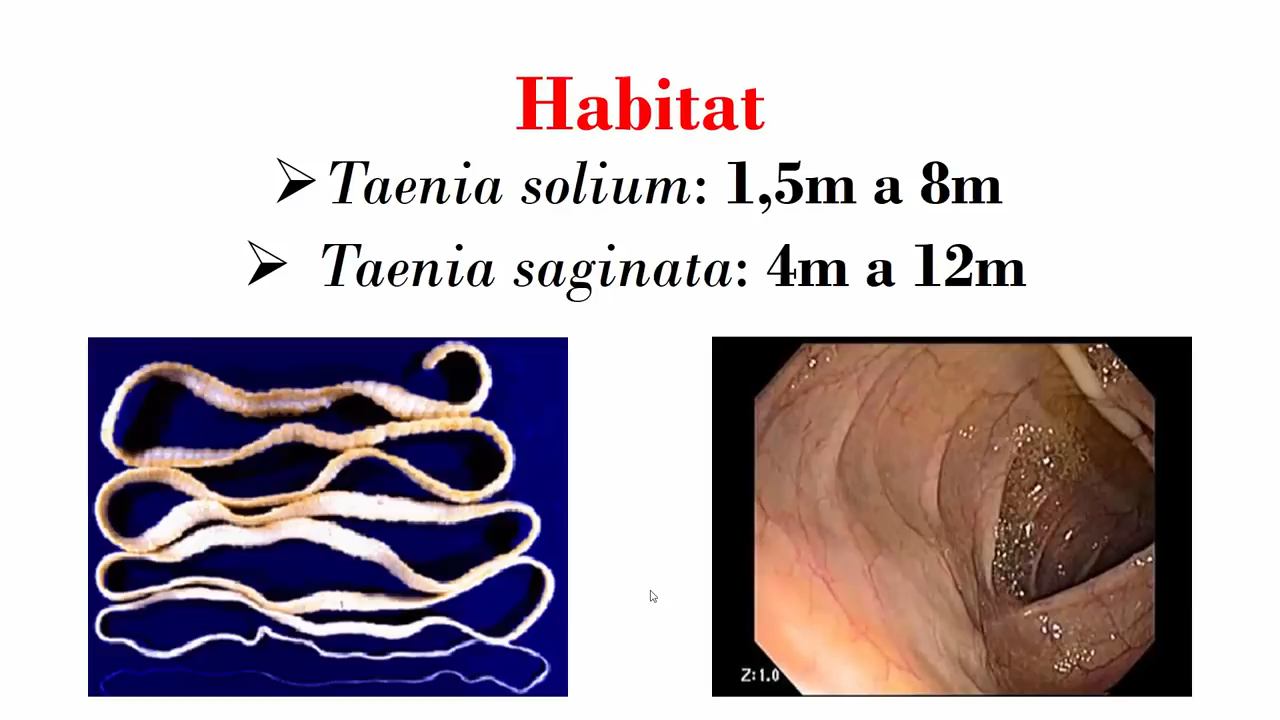 Habitat
➢Taenia solium: 1,5m a 8m
➢ Taenia saginata: 4m a 12m
Z:1.0